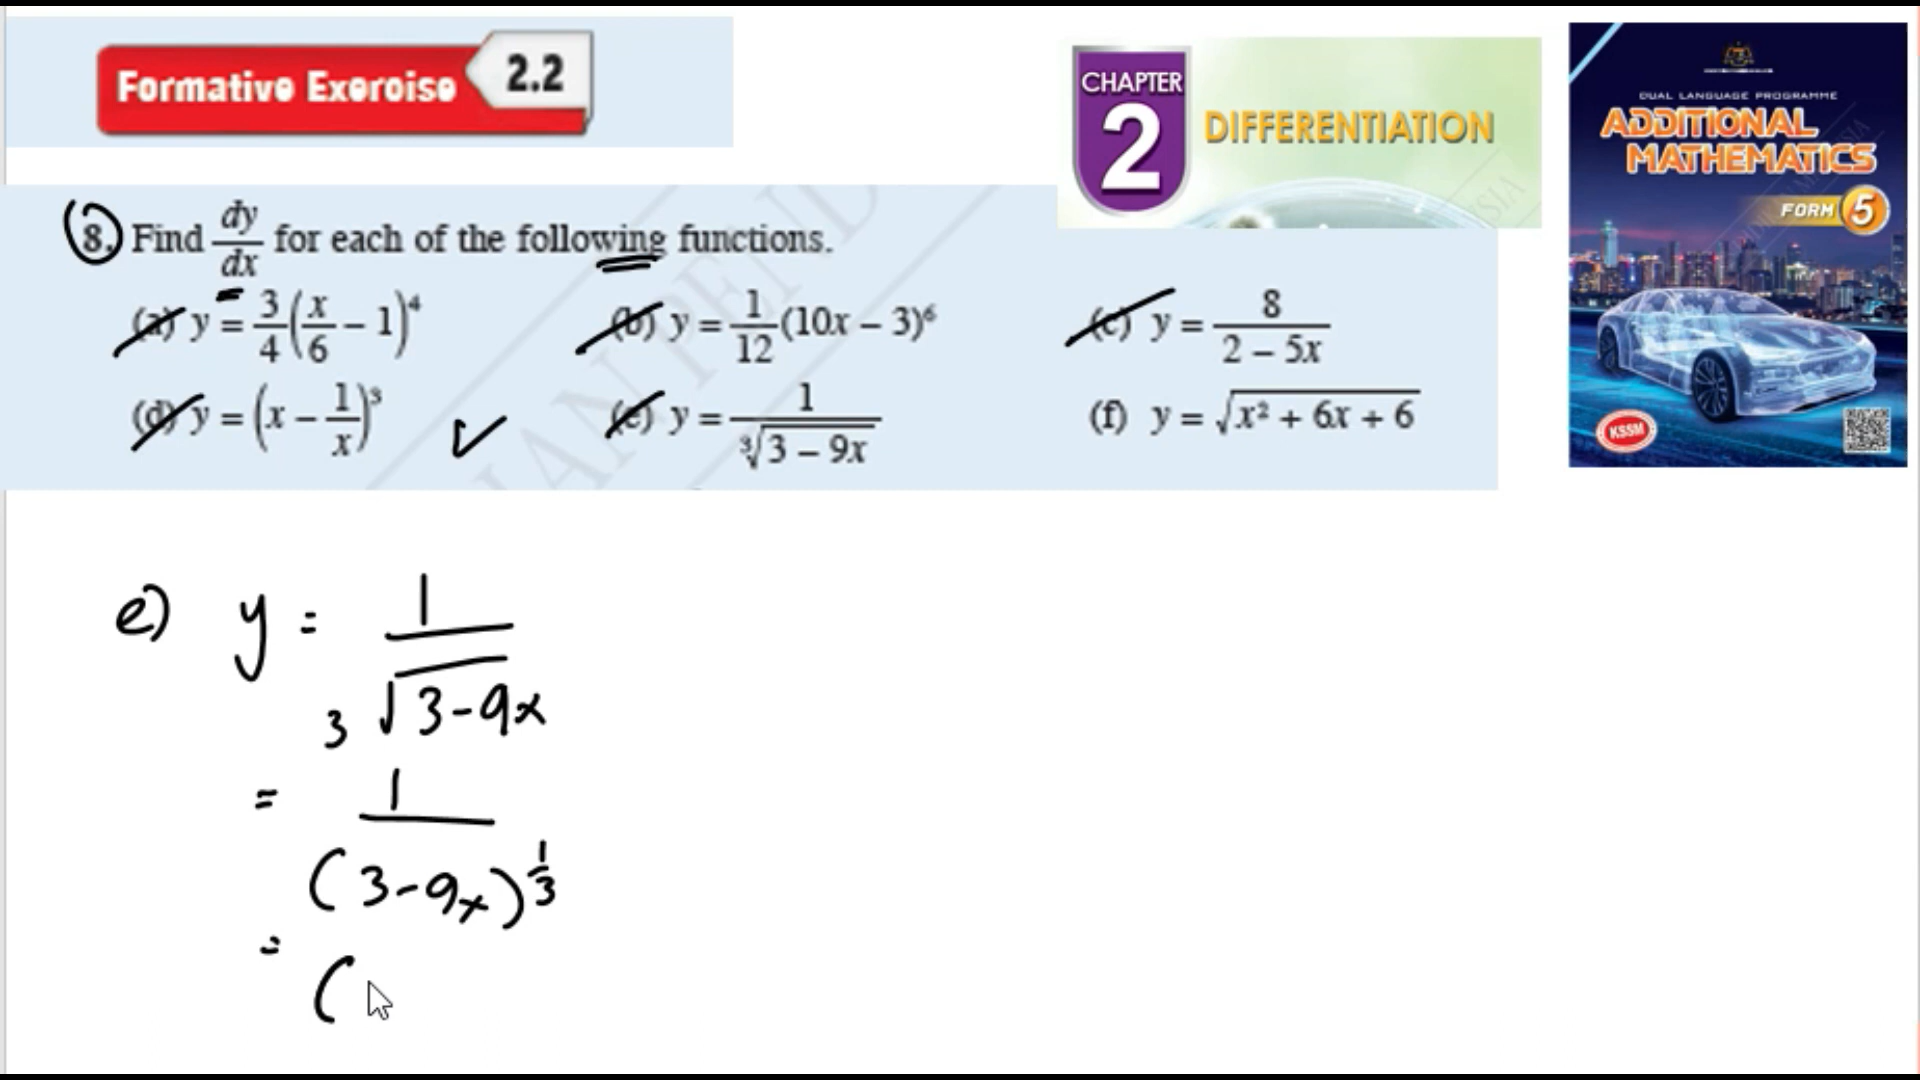 Formative Exercise 2.2
CHAPTER 2 DIFFERENTIATION
DUAL LANGUAGE PROGRAMME
ADDITIONAL
MATHEMATICS
FORM 5
KSSM
8. Find dy/dx for each of the following functions.
(a) y = 3/4(x/6 − 1)⁴ (b) y = 1/12(10x − 3)⁶ (c) y = 8/(2 − 5x)
(d) y = (x − 1/x)³ (e) y = 1/∛(3 − 9x) (f) y = √(x² + 6x + 6)
e) y = 1/3√(3-9x)
= 1/(3-9x)^(1/3)
= (